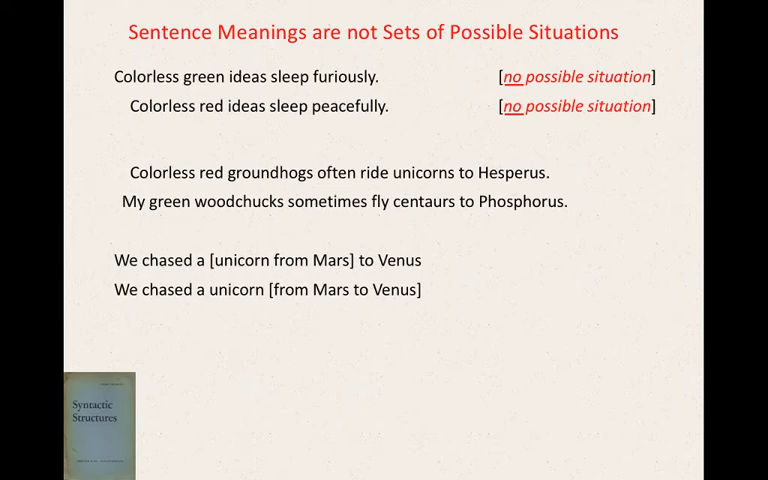 Sentence Meanings are not Sets of Possible Situations
Colorless green ideas sleep furiously. [no possible situation]
Colorless red ideas sleep peacefully. [no possible situation]
Colorless red groundhogs often ride unicorns to Hesperus.
My green woodchucks sometimes fly centaurs to Phosphorus.
We chased a [unicorn from Mars] to Venus
We chased a unicorn [from Mars to Venus]
Syntactic
Structures